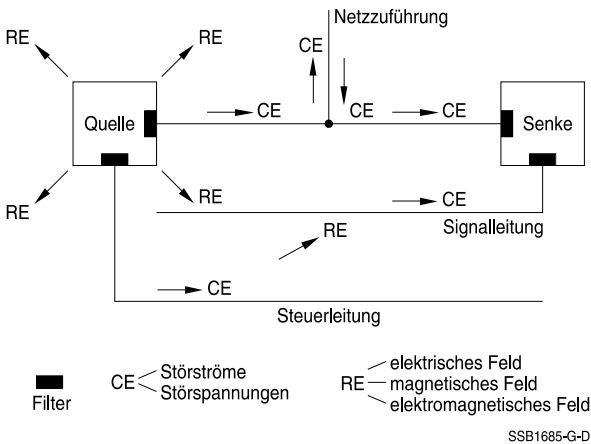 Netzzuführung
RE
RE
CE
Quelle
CE
CE
CE
Senke
RE
RE
CE
Signalleitung
RE
CE
Steuerleitung
Filter
CE
Störströme
Störspannungen
RE
elektrisches Feld
magnetisches Feld
elektromagnetisches Feld
SSB1685-G-D